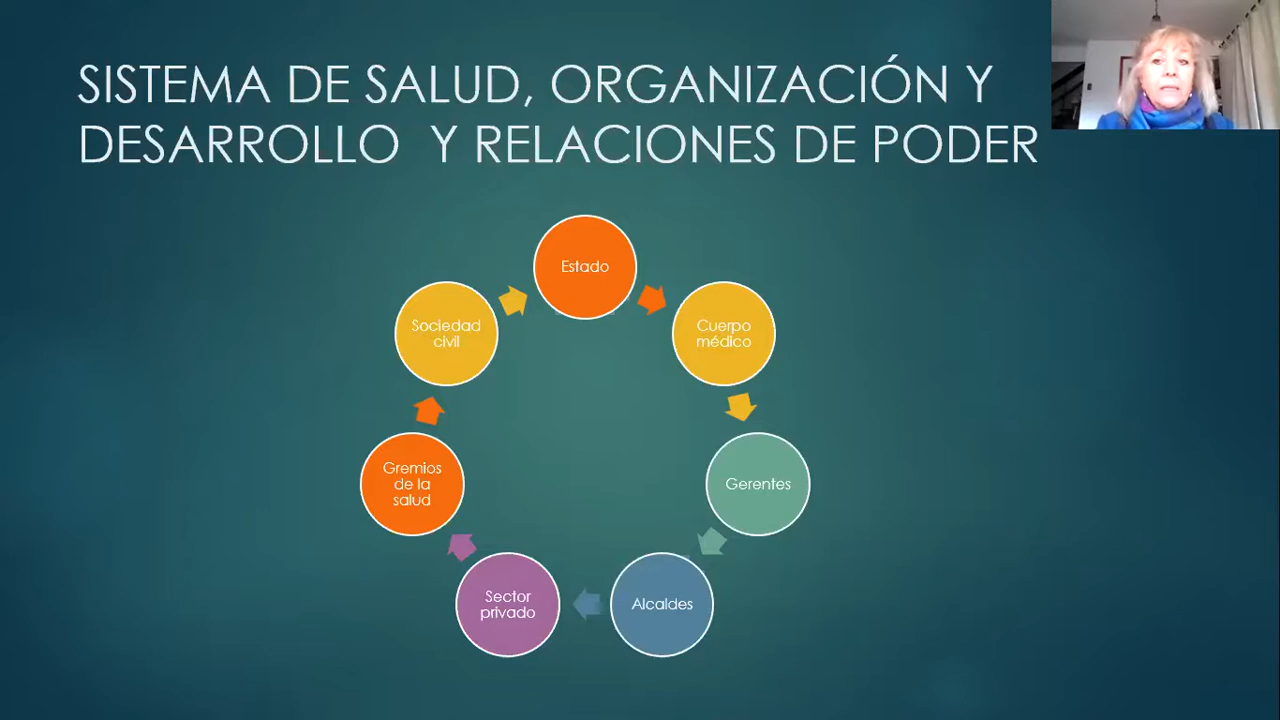 SISTEMA DE SALUD, ORGANIZACIÓN Y
DESARROLLO Y RELACIONES DE PODER
Estado
Cuerpo
médico
Gerentes
Alcaldes
Sector
privado
Gremios
de la
salud
Sociedad
civil